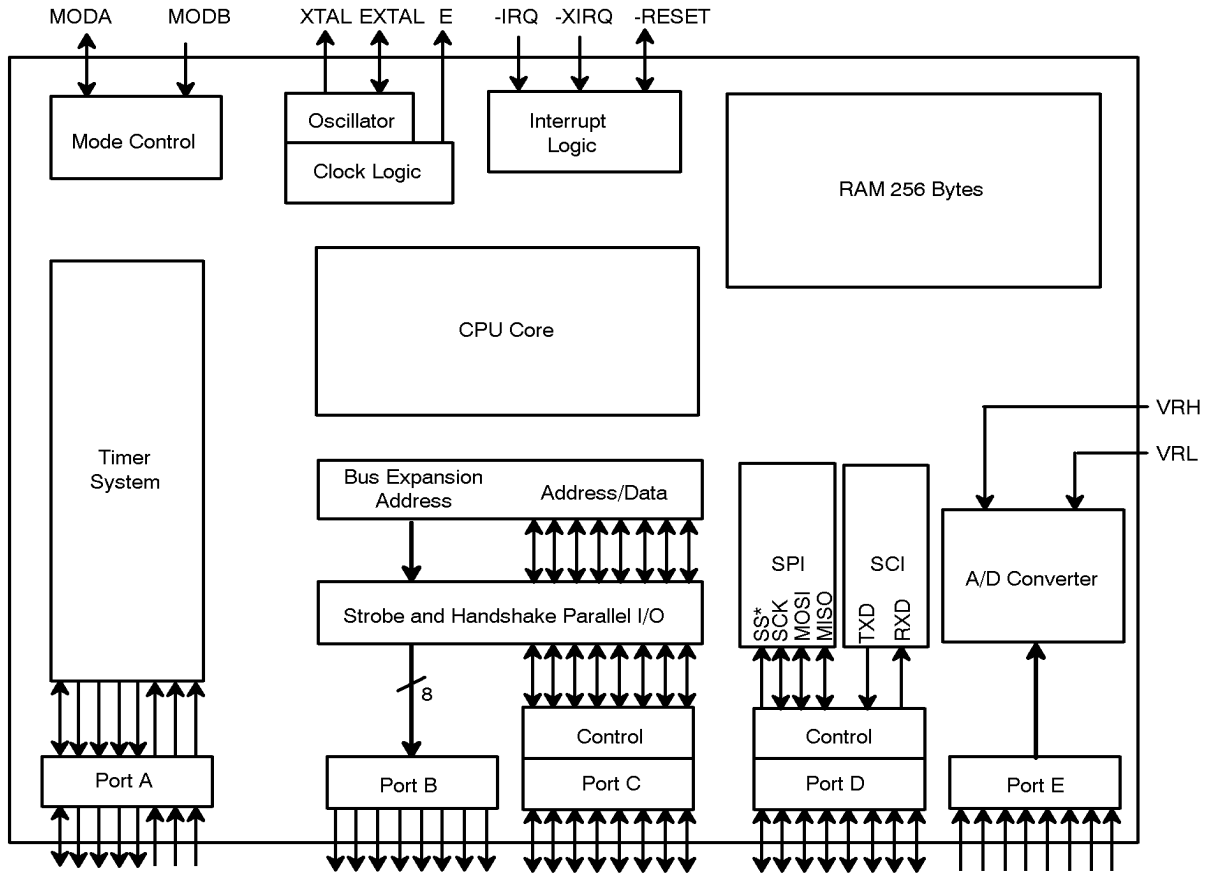 MODA MODB XTAL EXTAL E -IRQ -XIRQ -RESET
Mode Control
Oscillator
Clock Logic
Interrupt
Logic
RAM 256 Bytes
CPU Core
Timer
System
VRH
VRL
Bus Expansion
Address
Address/Data
Strobe and Handshake Parallel I/O
8
SPI
SS*
SCK
MOSI
MISO
SCI
TXD
RXD
A/D Converter
Control
Control
Port A
Port B
Port C
Port D
Port E